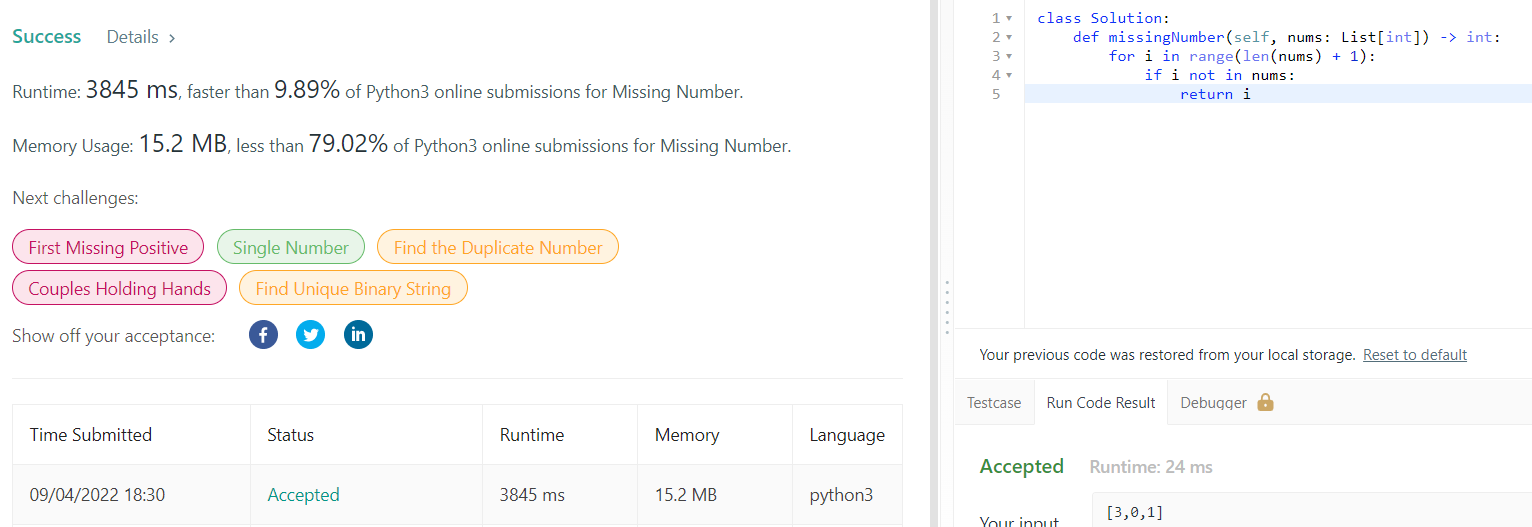 Success Details >
Runtime: 3845 ms, faster than 9.89% of Python3 online submissions for Missing Number.
Memory Usage: 15.2 MB, less than 79.02% of Python3 online submissions for Missing Number.
Next challenges:
First Missing Positive Single Number Find the Duplicate Number
Couples Holding Hands Find Unique Binary String
Show off your acceptance:
Time Submitted Status Runtime Memory Language
09/04/2022 18:30 Accepted 3845 ms 15.2 MB python3
1 class Solution:
2 def missingNumber(self, nums: List[int]) -> int:
3 for i in range(len(nums) + 1):
4 if i not in nums:
5 return i
Your previous code was restored from your local storage. Reset to default
Testcase Run Code Result Debugger
Accepted Runtime: 24 ms
Your input [3,0,1]